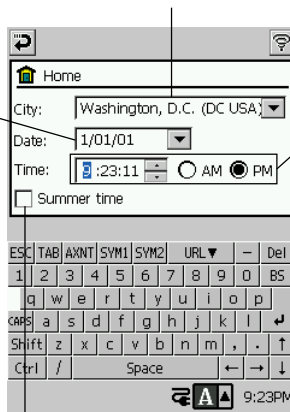 Home
City: Washington, D.C. (DC USA)
Date: 1/01/01
Time: 9 :23:11 AM PM
Summer time
ESC TAB AXNT SYM1 SYM2 URL▼ - Del
1 2 3 4 5 6 7 8 9 0 BS
q w e r t y u i o p
CAPS a s d f g h j k l ↵
Shift z x c v b n m , . ↑
Ctrl / Space ← → ↓
A 9:23PM